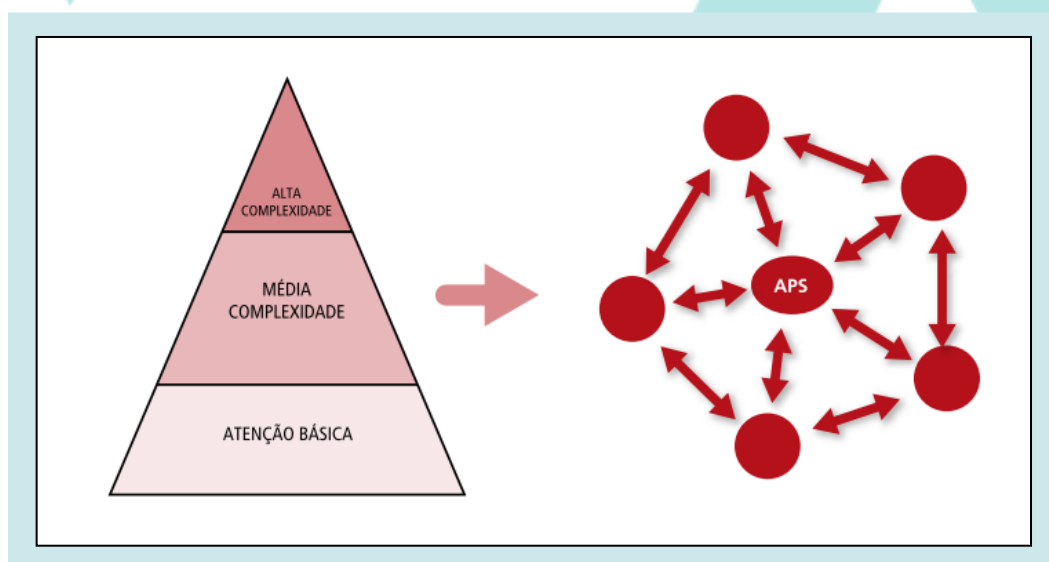 ALTA
COMPLEXIDADE
MÉDIA
COMPLEXIDADE
ATENÇÃO BÁSICA
APS